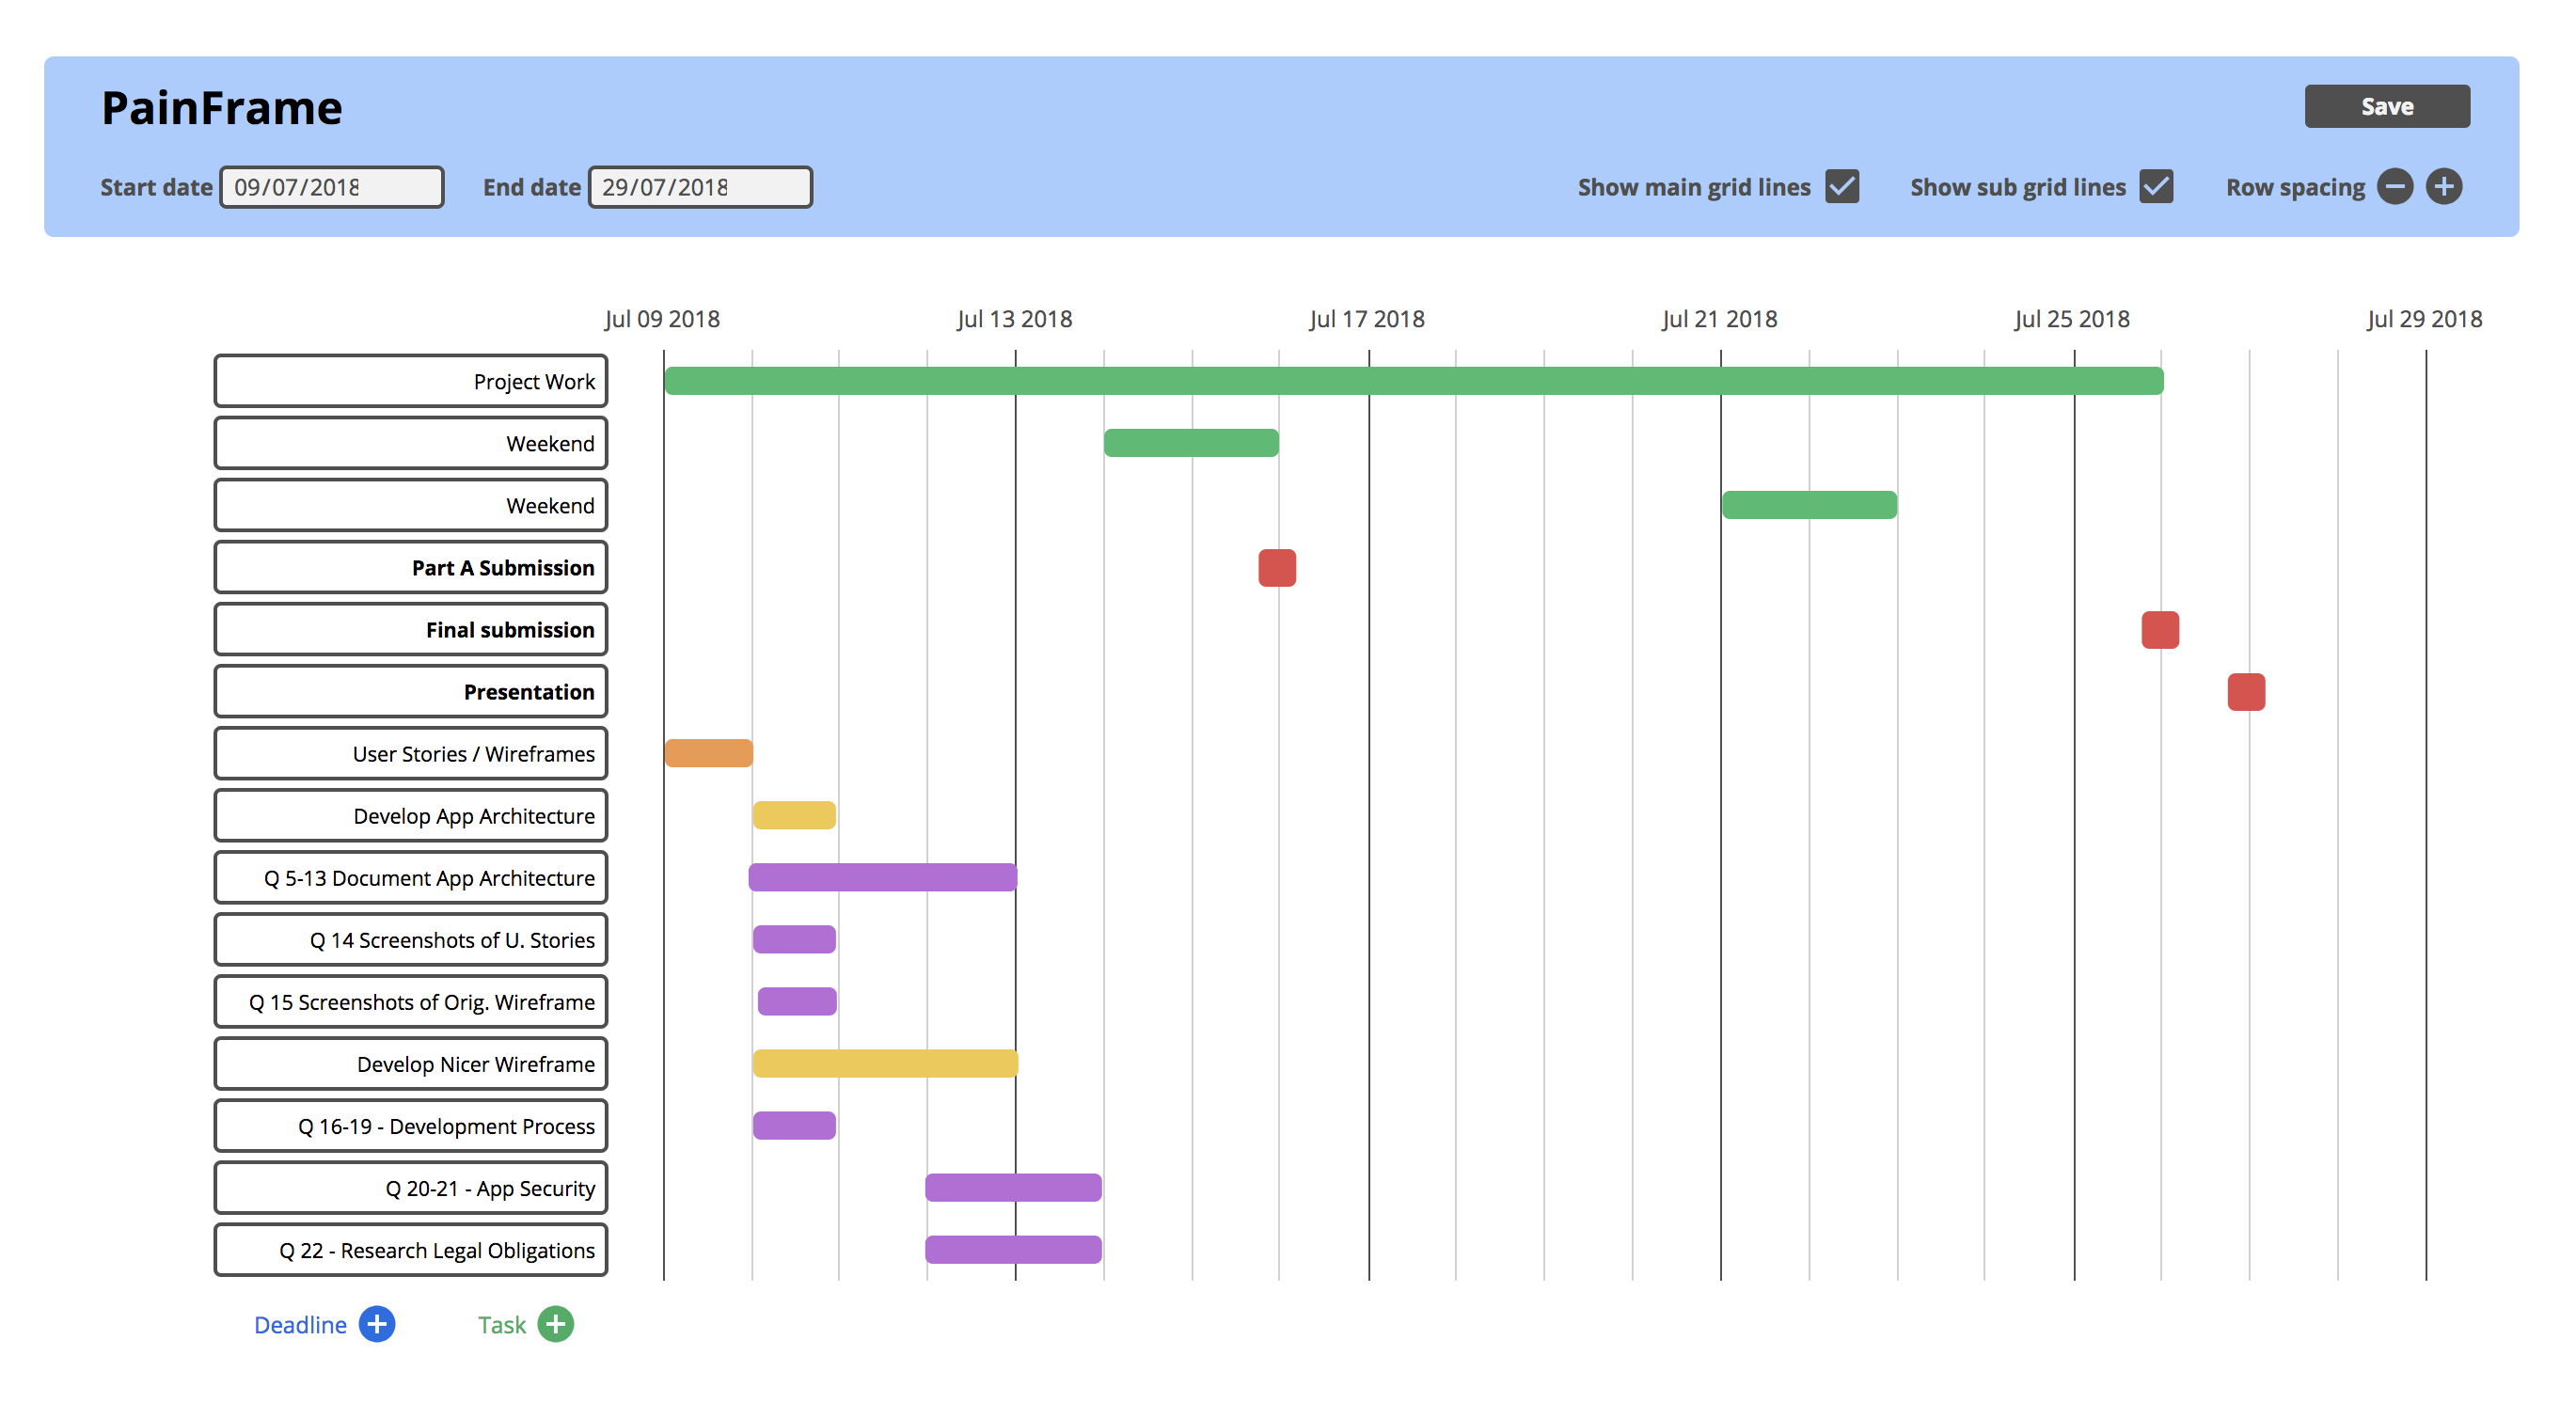 PainFrame
Save
Start date 09/07/2018 End date 29/07/2018 Show main grid lines Show sub grid lines Row spacing
Jul 09 2018 Jul 13 2018 Jul 17 2018 Jul 21 2018 Jul 25 2018 Jul 29 2018
Project Work
Weekend
Weekend
Part A Submission
Final submission
Presentation
User Stories / Wireframes
Develop App Architecture
Q 5-13 Document App Architecture
Q 14 Screenshots of U. Stories
Q 15 Screenshots of Orig. Wireframe
Develop Nicer Wireframe
Q 16-19 - Development Process
Q 20-21 - App Security
Q 22 - Research Legal Obligations
Deadline Task